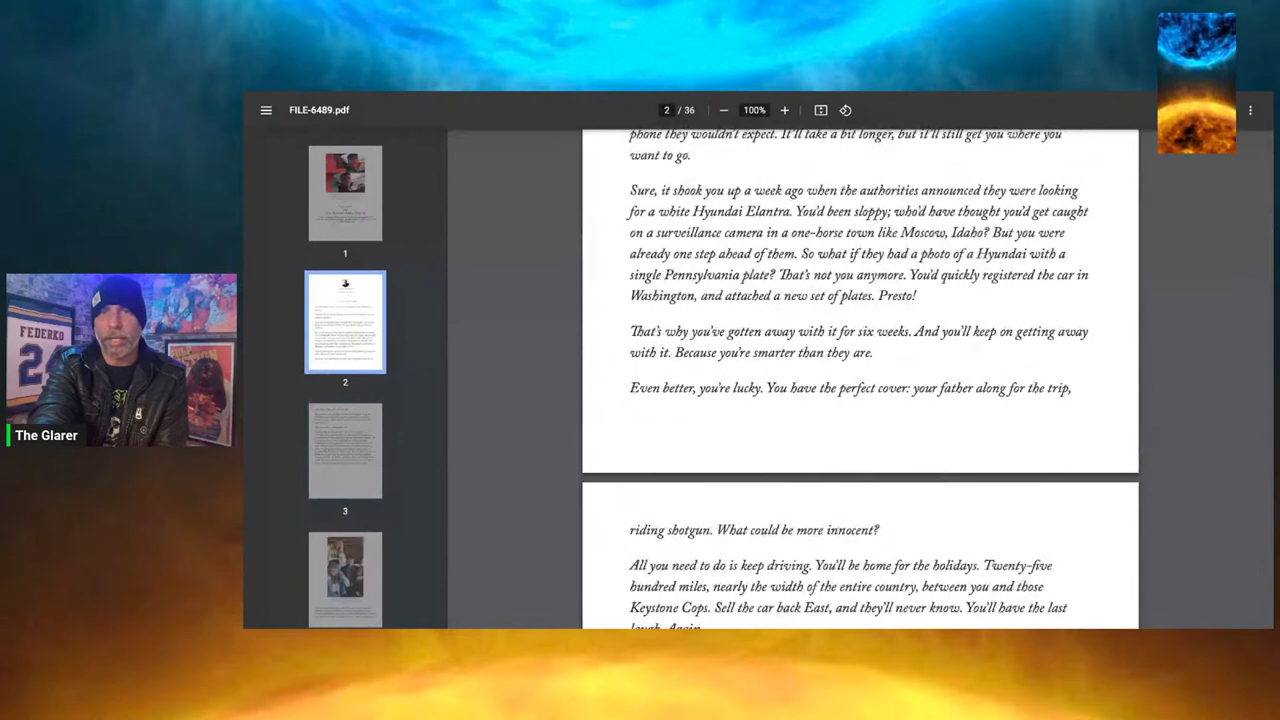 FILE-6489.pdf
2 / 36
100%
1
2
3
phone they wouldn't expect. It'll take a bit longer, but it'll still get you where you
want to go.
Sure, it shook you up a week ago when the authorities announced they were looking
for a white Hyundai Elantra. You'd been sloppy; who'd have thought you'd get caught
on a surveillance camera in a one-horse town like Moscow, Idaho? But you were
already one step ahead of them. So what if they had a photo of a Hyundai with a
single Pennsylvania plate? That's not you anymore. You'd quickly registered the car in
Washington, and attached a new set of plates. Presto!
That's why you've gotten away with it for six weeks. And you'll keep on getting away
with it. Because you're smarter than they are.
Even better, you're lucky. You have the perfect cover: your father along for the trip,
riding shotgun. What could be more innocent?
All you need to do is keep driving. You'll be home for the holidays. Twenty-five
hundred miles, nearly the width of the entire country, between you and those
Keystone Cops. Sell the car back East, and they'll never know. You'll have the last
laugh. Again.
FEDER
2
The Glarer